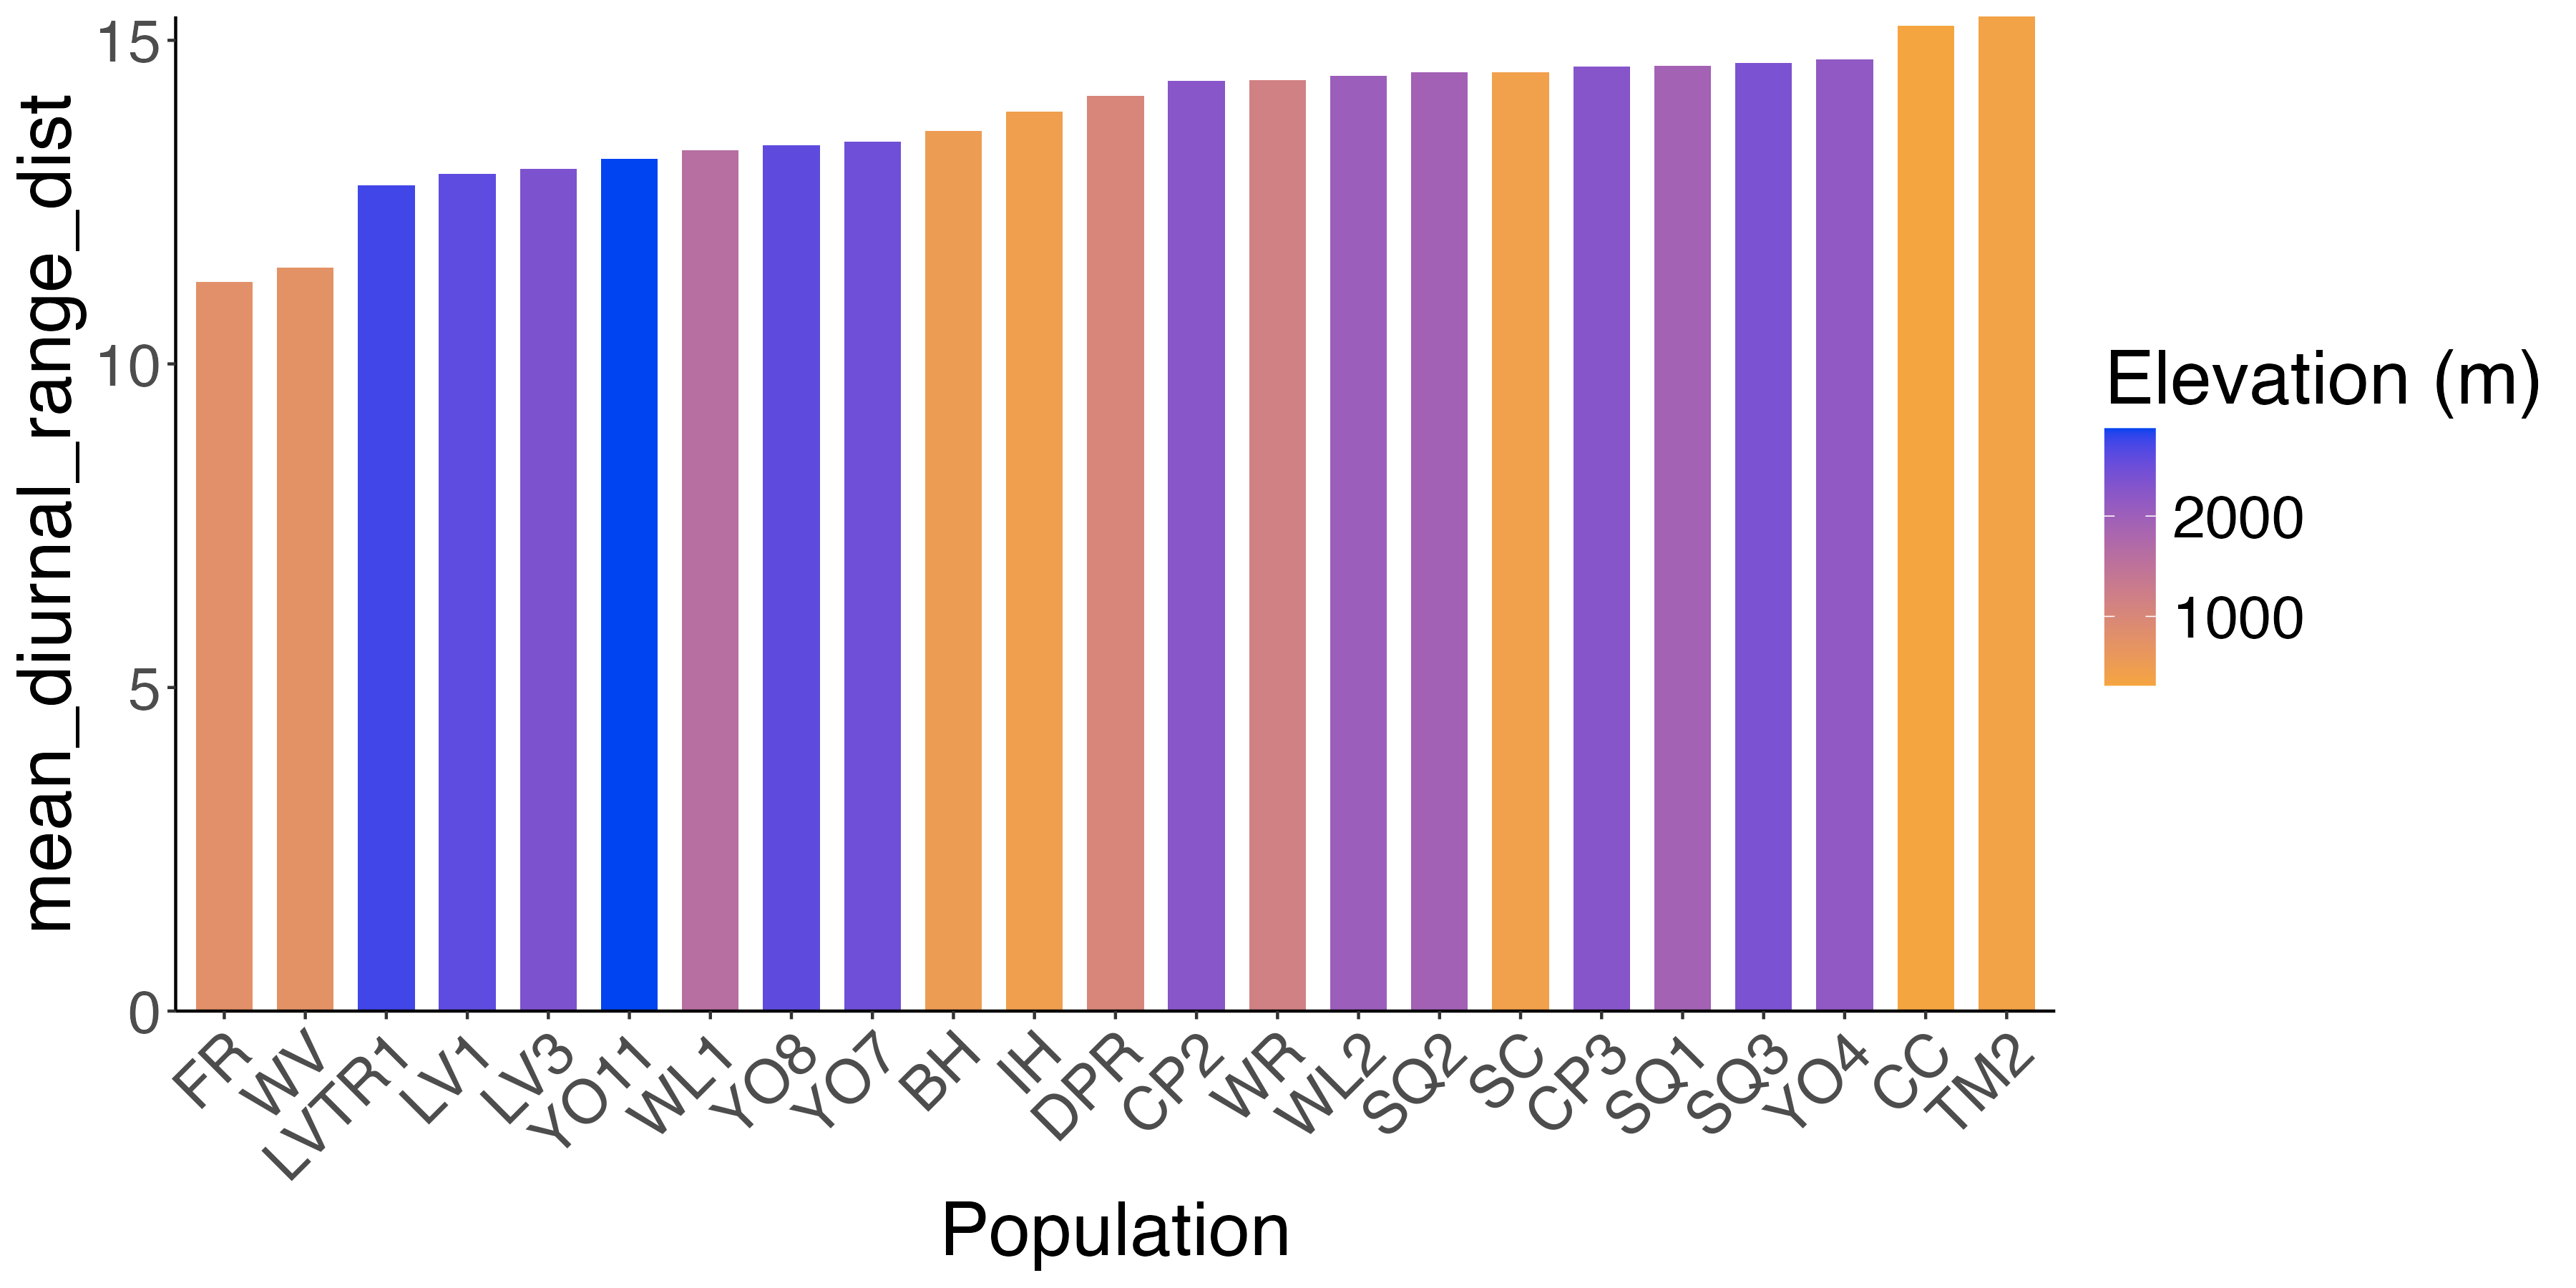 mean_diurnal_range_dist
15
10
5
0
FR
WV
LVTR1
LV1
LV3
YO11
WL1
YO8
YO7
BH
IH
DPR
CP2
WR
WL2
SQ2
SC
CP3
SQ1
SQ3
YO4
CC
TM2
Population
Elevation (m)
2000
1000